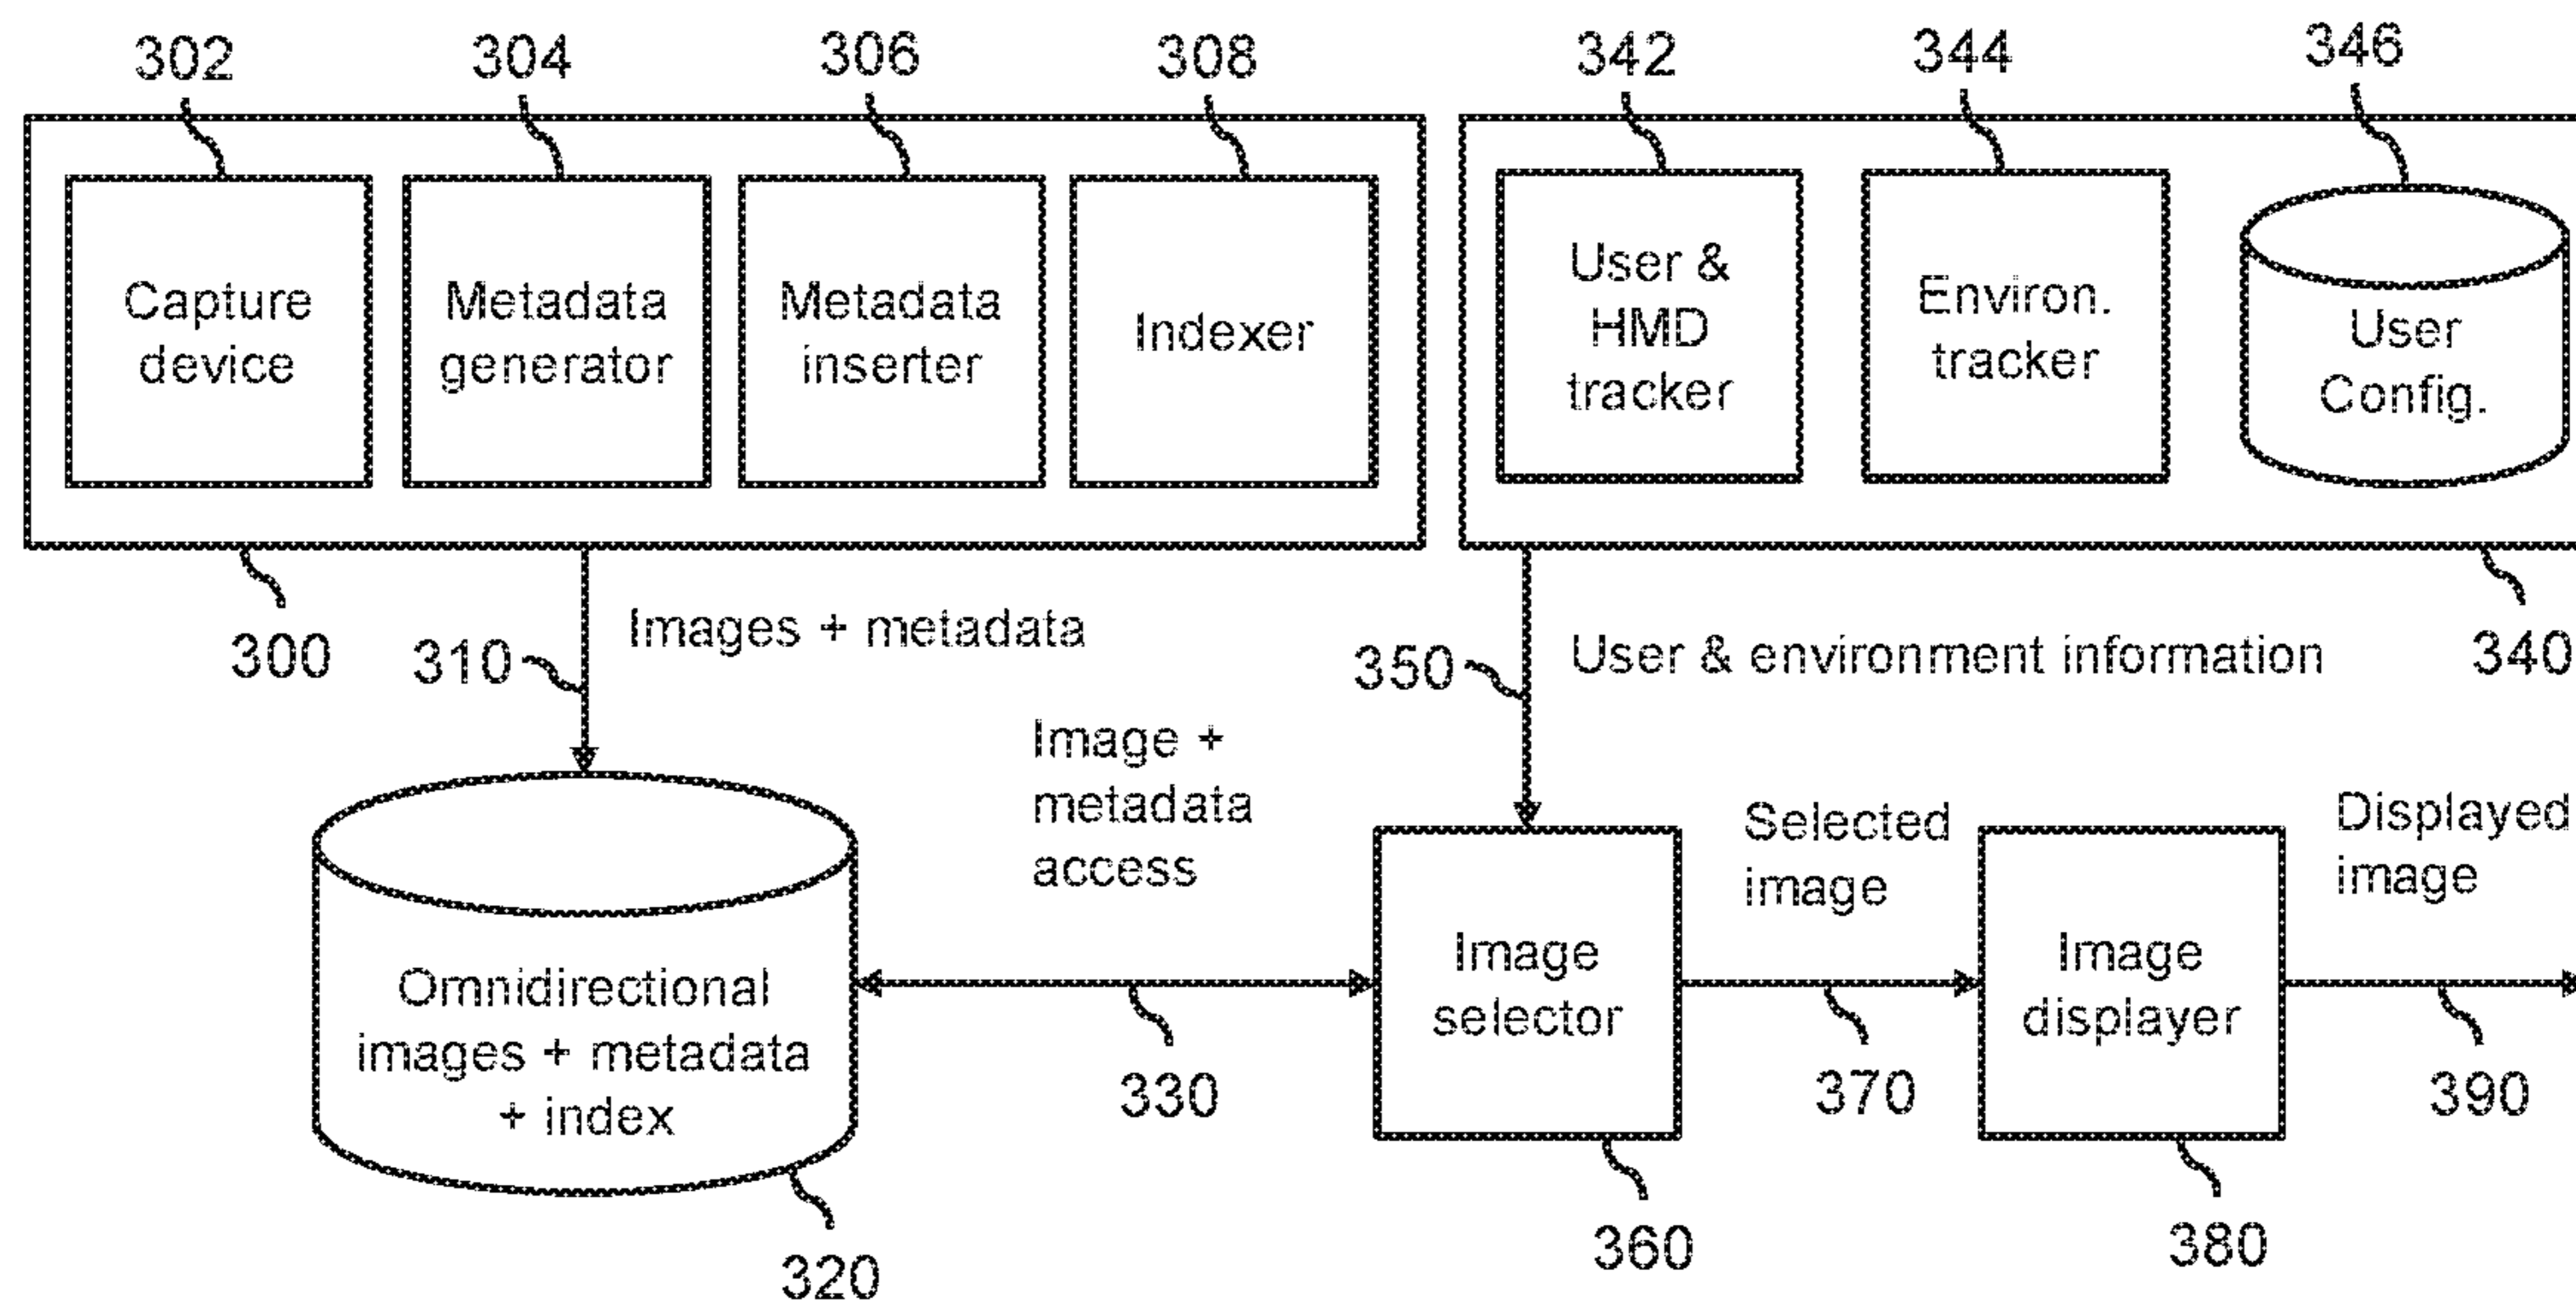 302
304
306
308
342
344
346
Capture
device
Metadata
generator
Metadata
inserter
Indexer
User &
HMD
tracker
Environ.
tracker
User
Config.
300
310
Images + metadata
350
User & environment information
340
Image +
metadata
access
Selected
image
Displayed
image
Omnidirectional
images + metadata
+ index
Image
selector
Image
displayer
330
370
390
320
360
380